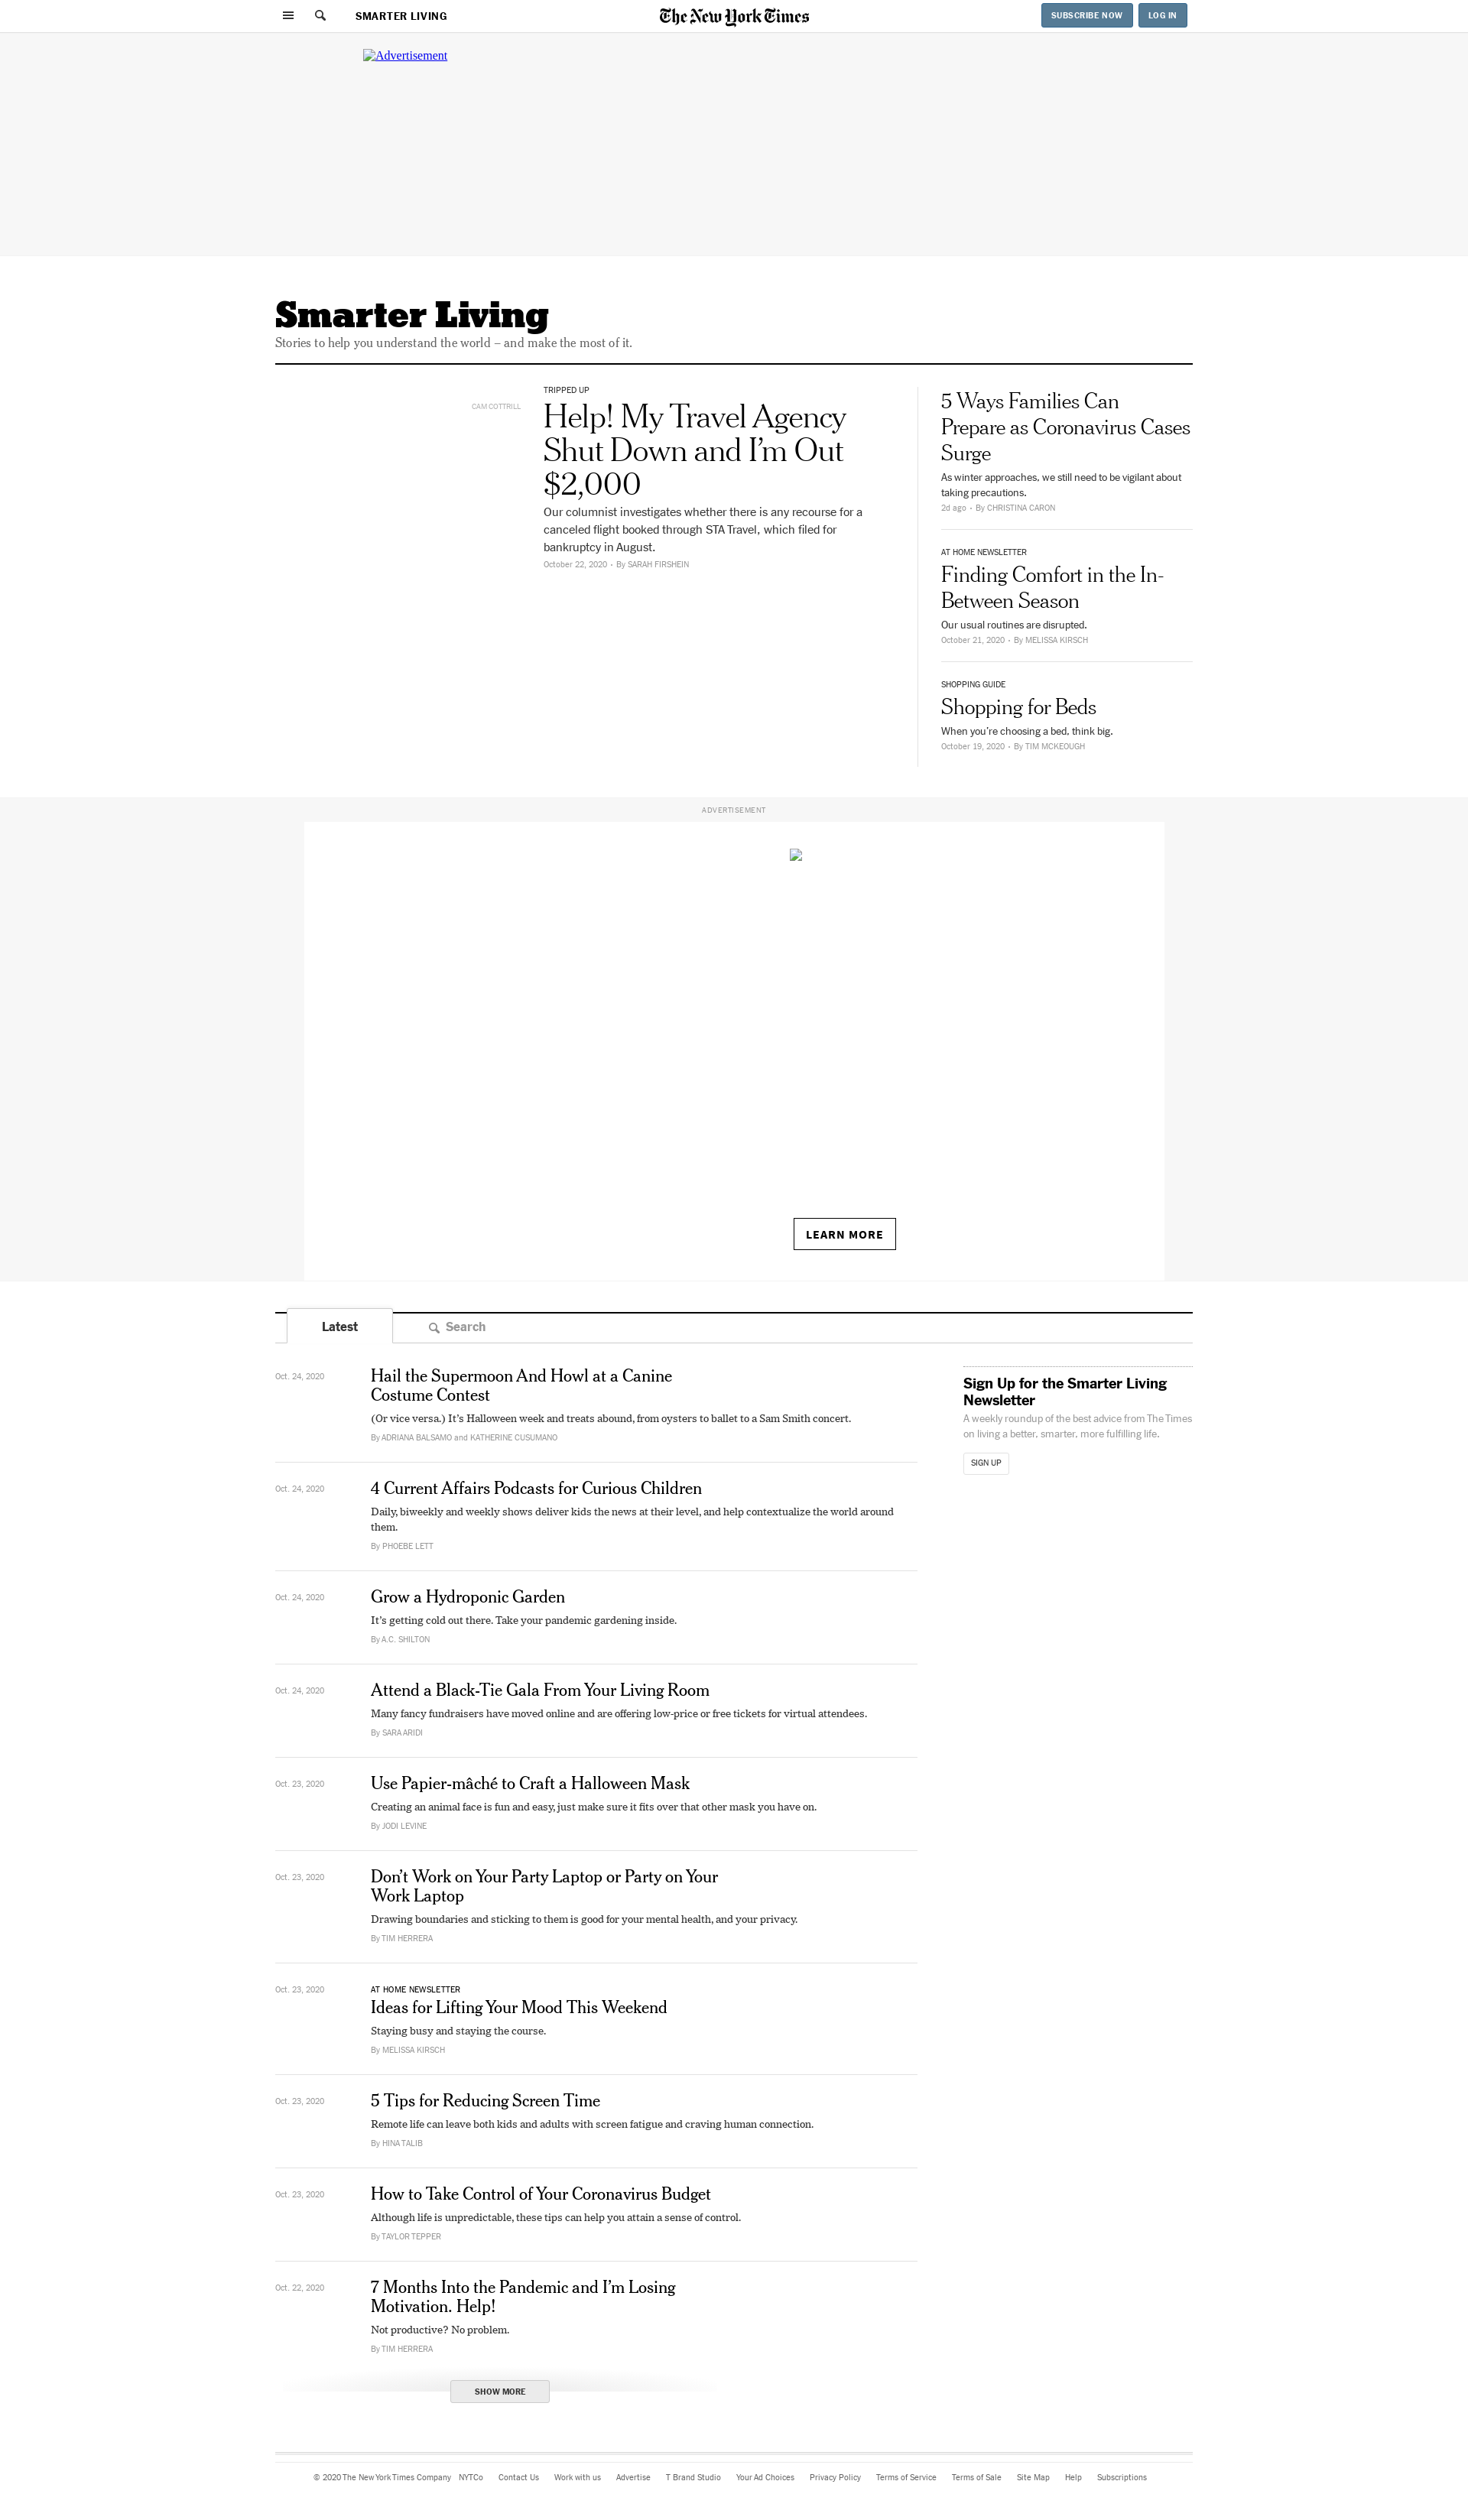 SMARTER LIVING
The New York Times
SUBSCRIBE NOW
LOG IN
Advertisement
Smarter Living
Stories to help you understand the world – and make the most of it.
CAM COTTRILL
TRIPPED UP
Help! My Travel Agency
Shut Down and I’m Out
$2,000
Our columnist investigates whether there is any recourse for a
canceled flight booked through STA Travel, which filed for
bankruptcy in August.
October 22, 2020 • By SARAH FIRSHEIN
5 Ways Families Can
Prepare as Coronavirus Cases
Surge
As winter approaches, we still need to be vigilant about
taking precautions.
2d ago • By CHRISTINA CARON
AT HOME NEWSLETTER
Finding Comfort in the In-
Between Season
Our usual routines are disrupted.
October 21, 2020 • By MELISSA KIRSCH
SHOPPING GUIDE
Shopping for Beds
When you’re choosing a bed, think big.
October 19, 2020 • By TIM MCKEOUGH
ADVERTISEMENT
LEARN MORE
Latest
Search
Oct. 24, 2020
Hail the Supermoon And Howl at a Canine
Costume Contest
(Or vice versa.) It’s Halloween week and treats abound, from oysters to ballet to a Sam Smith concert.
By ADRIANA BALSAMO and KATHERINE CUSUMANO
Sign Up for the Smarter Living
Newsletter
A weekly roundup of the best advice from The Times
on living a better, smarter, more fulfilling life.
SIGN UP
Oct. 24, 2020
4 Current Affairs Podcasts for Curious Children
Daily, biweekly and weekly shows deliver kids the news at their level, and help contextualize the world around
them.
By PHOEBE LETT
Oct. 24, 2020
Grow a Hydroponic Garden
It’s getting cold out there. Take your pandemic gardening inside.
By A.C. SHILTON
Oct. 24, 2020
Attend a Black-Tie Gala From Your Living Room
Many fancy fundraisers have moved online and are offering low-price or free tickets for virtual attendees.
By SARA ARIDI
Oct. 23, 2020
Use Papier-mâché to Craft a Halloween Mask
Creating an animal face is fun and easy, just make sure it fits over that other mask you have on.
By JODI LEVINE
Oct. 23, 2020
Don’t Work on Your Party Laptop or Party on Your
Work Laptop
Drawing boundaries and sticking to them is good for your mental health, and your privacy.
By TIM HERRERA
Oct. 23, 2020
AT HOME NEWSLETTER
Ideas for Lifting Your Mood This Weekend
Staying busy and staying the course.
By MELISSA KIRSCH
Oct. 23, 2020
5 Tips for Reducing Screen Time
Remote life can leave both kids and adults with screen fatigue and craving human connection.
By HINA TALIB
Oct. 23, 2020
How to Take Control of Your Coronavirus Budget
Although life is unpredictable, these tips can help you attain a sense of control.
By TAYLOR TEPPER
Oct. 22, 2020
7 Months Into the Pandemic and I’m Losing
Motivation. Help!
Not productive? No problem.
By TIM HERRERA
SHOW MORE
© 2020 The New York Times Company NYTCo Contact Us Work with us Advertise T Brand Studio Your Ad Choices Privacy Policy Terms of Service Terms of Sale Site Map Help Subscriptions